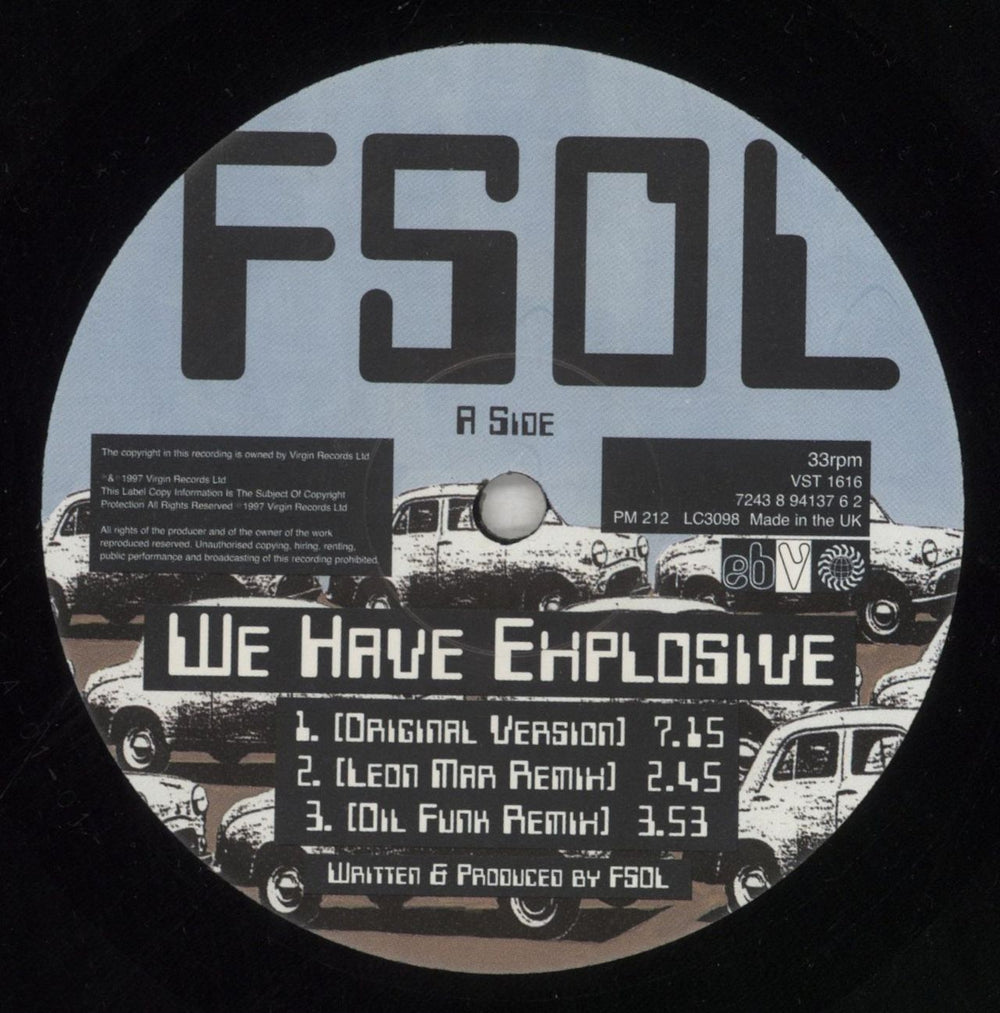 FSOL
A Side
The copyright in this recording is owned by Virgin Records Ltd
℗&©1997 Virgin Records Ltd
This Label Copy Information Is The Subject Of Copyright
Protection All Rights Reserved ©1997 Virgin Records Ltd
All rights of the producer and of the owner of the work
reproduced reserved. Unauthorised copying, hiring, renting,
public performance and broadcasting of this recording prohibited.
33rpm
VST 1616
7243 8 94137 6 2
PM 212 LC3098 Made in the UK
ebV
We Have Explosive
1. [Original Version] 7.15
2. [Leon Mar Remix] 2.45
3. [Oil Funk Remix] 3.53
Written & Produced by FSOL